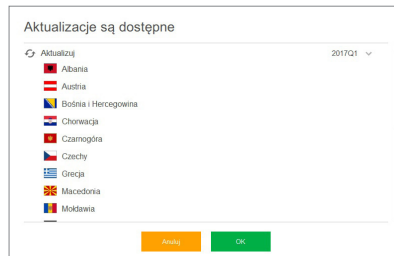 Aktualizacje są dostępne
Aktualizuj 2017Q1
Albania
Austria
Bośnia i Hercegowina
Chorwacja
Czarnogóra
Czechy
Grecja
Macedonia
Mołdawia
Anuluj OK